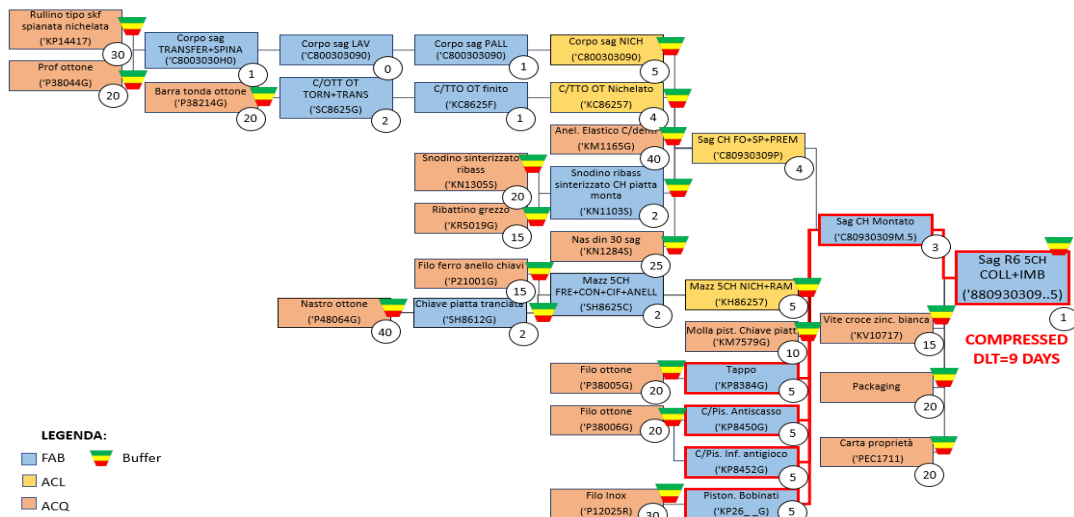 Rullino tipo skf
spianata nichelata
('KP14417)
30
Prof ottone
('P38044G)
20
Corpo sag
TRANSFER+SPINA
('C8003030H0)
1
Corpo sag LAV
('C800303090)
0
Corpo sag PALL
('C800303090)
1
Corpo sag NICH
('C800303090)
5
Barra tonda ottone
('P38214G)
20
C/OTT OT
TORN+TRANS
('SC8625G)
2
C/TTO OT finito
('KC8625F)
1
C/TTO OT Nichelato
('KC86257)
4
Anel. Elastico C/denti
('KM1165G)
40
Sag CH FO+SP+PREM
('C80930309P)
4
Snodino sinterizzato
ribass
('KN1305S)
20
Ribattino grezzo
('KR5019G)
15
Snodino ribass
sinterizzato CH piatta
monta
('KN1103S)
2
Nas din 30 sag
('KN1284S)
25
Sag CH Montato
('C80930309M.5)
3
Sag R6 5CH
COLL+IMB
('880930309..5)
1
COMPRESSED
DLT=9 DAYS
Filo ferro anello chiavi
('P21001G)
15
Nastro ottone
('P48064G)
40
Chiave piatta tranciata
('SH8612G)
2
Mazz 5CH
FRE+CON+CIF+ANELL
('SH8625C)
2
Mazz 5CH NICH+RAM
('KH86257)
5
Molla pist. Chiave piatt
('KM7579G)
10
Vite croce zinc. bianca
('KV10717)
15
Filo ottone
('P38005G)
20
Tappo
('KP8384G)
5
Packaging
20
Filo ottone
('P38006G)
20
C/Pis. Antiscasso
('KP8450G)
5
C/Pis. Inf. antigioco
('KP8452G)
5
Carta proprietà
('PEC1711)
20
Filo Inox
('P12025R)
30
Piston. Bobinati
('KP26_ _G)
5
LEGENDA:
FAB
Buffer
ACL
ACQ